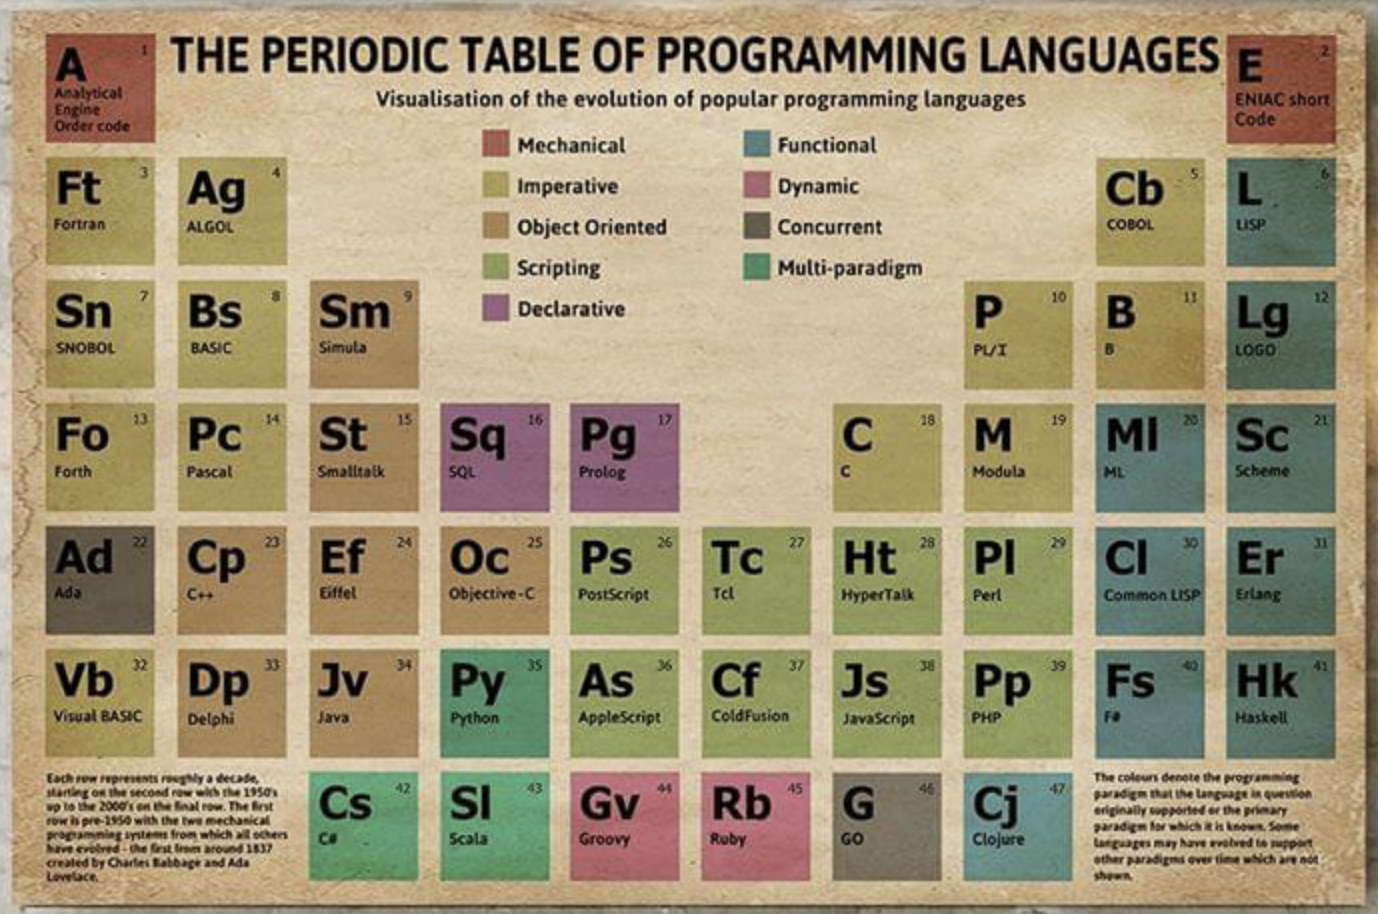 A 1
Analytical
Engine
Order code
THE PERIODIC TABLE OF PROGRAMMING LANGUAGES
E 2
ENIAC short
Code
Visualisation of the evolution of popular programming languages
Mechanical
Imperative
Object Oriented
Scripting
Declarative
Functional
Dynamic
Concurrent
Multi-paradigm
Ft 3
Fortran
Ag 4
ALGOL
Cb 5
COBOL
L 6
LISP
Sn 7
SNOBOL
Bs 8
BASIC
Sm 9
Simula
P 10
PL/I
B 11
B
Lg 12
LOGO
Fo 13
Forth
Pc 14
Pascal
St 15
Smalltalk
Sq 16
SQL
Pg 17
Prolog
C 18
C
M 19
Modula
Ml 20
ML
Sc 21
Scheme
Ad 22
Ada
Cp 23
C++
Ef 24
Eiffel
Oc 25
Objective-C
Ps 26
PostScript
Tc 27
Tcl
Ht 28
HyperTalk
Pl 29
Perl
Cl 30
Common LISP
Er 31
Erlang
Vb 32
Visual BASIC
Dp 33
Delphi
Jv 34
Java
Py 35
Python
As 36
AppleScript
Cf 37
ColdFusion
Js 38
JavaScript
Pp 39
PHP
Fs 40
F#
Hk 41
Haskell
Each row represents roughly a decade,
starting on the second row with the 1950's
up to the 2000's on the final row. The first
row is pre-1950 with the two mechanical
programming systems from which all others
have evolved - the first from around 1837
created by Charles Babbage and Ada
Lovelace.
Cs 42
C#
Sl 43
Scala
Gv 44
Groovy
Rb 45
Ruby
G 46
GO
Cj 47
Clojure
The colours denote the programming
paradigm that the language in question
originally supported or the primary
paradigm for which it is known. Some
languages may have evolved to support
other paradigms over time which are not
shown.